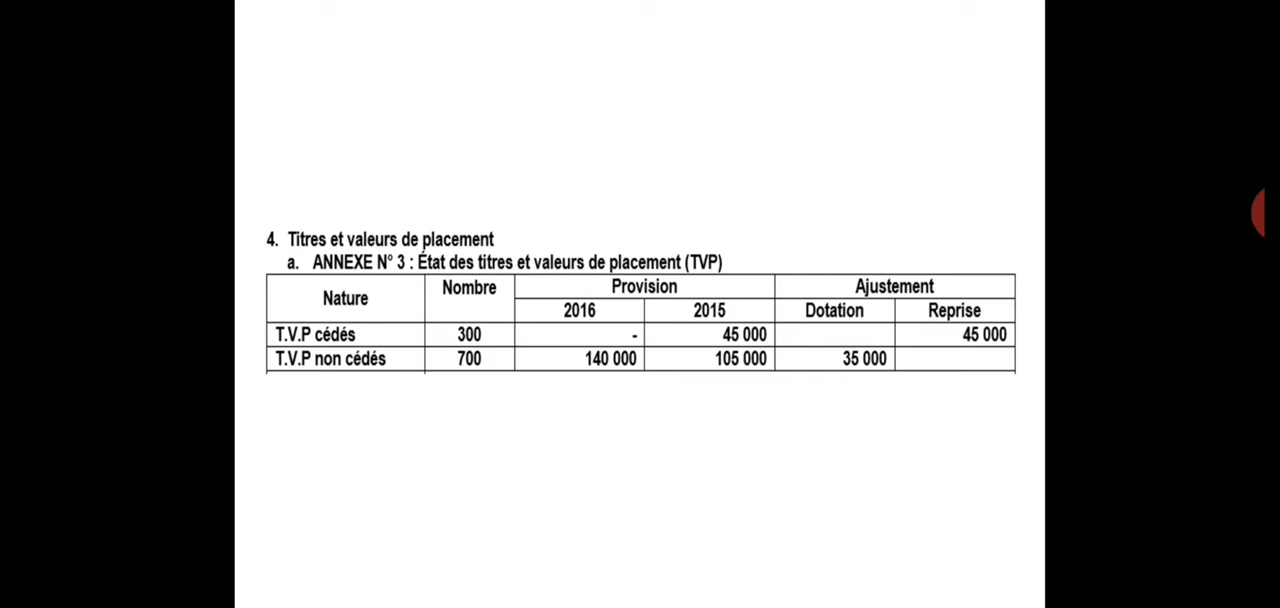 4. Titres et valeurs de placement
a. ANNEXE N° 3 : État des titres et valeurs de placement (TVP)
Nature Nombre Provision Ajustement
2016 2015 Dotation Reprise
T.V.P cédés 300 - 45 000 45 000
T.V.P non cédés 700 140 000 105 000 35 000